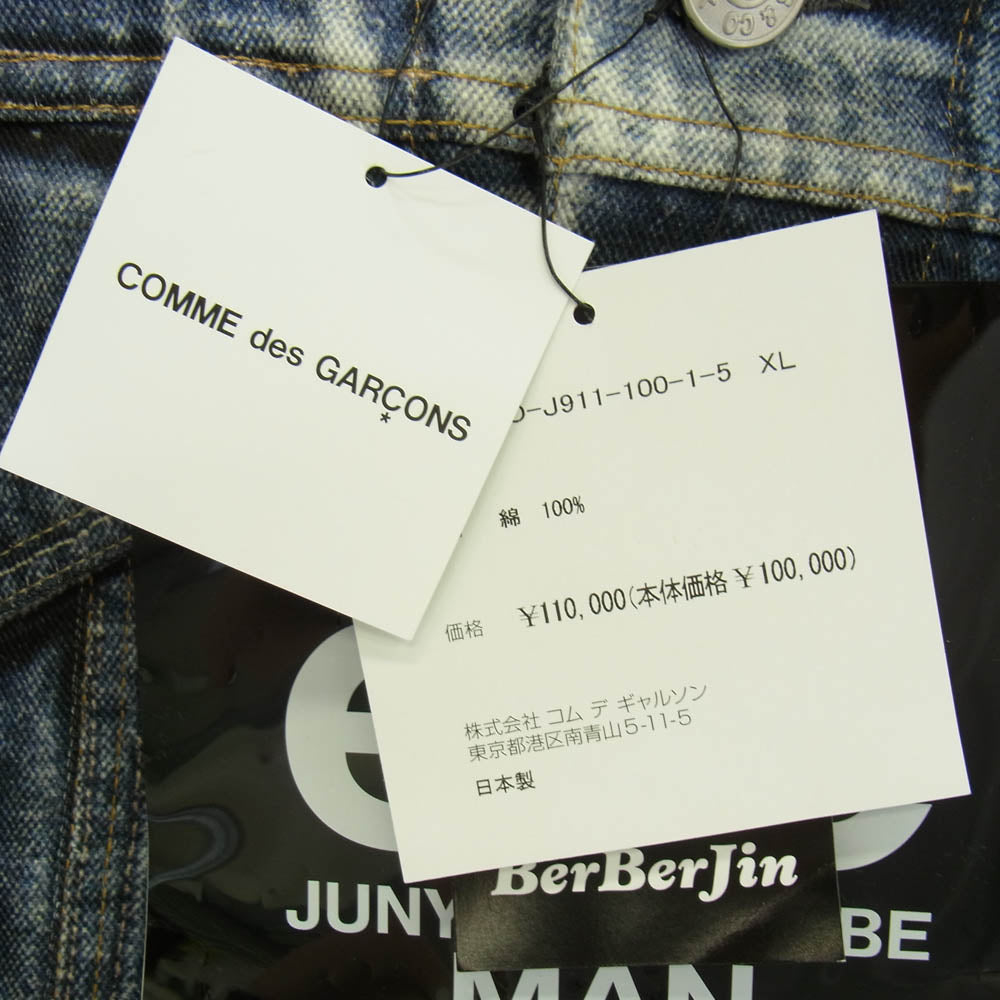 & CO
COMME des GARÇONS
*
-J911-100-1-5 XL
綿 100%
価格 ¥110,000(本体価格 ¥100,000)
株式会社 コム デ ギャルソン
東京都港区南青山5-11-5
日本製
BerBerJin
JUNY
BE
MAN